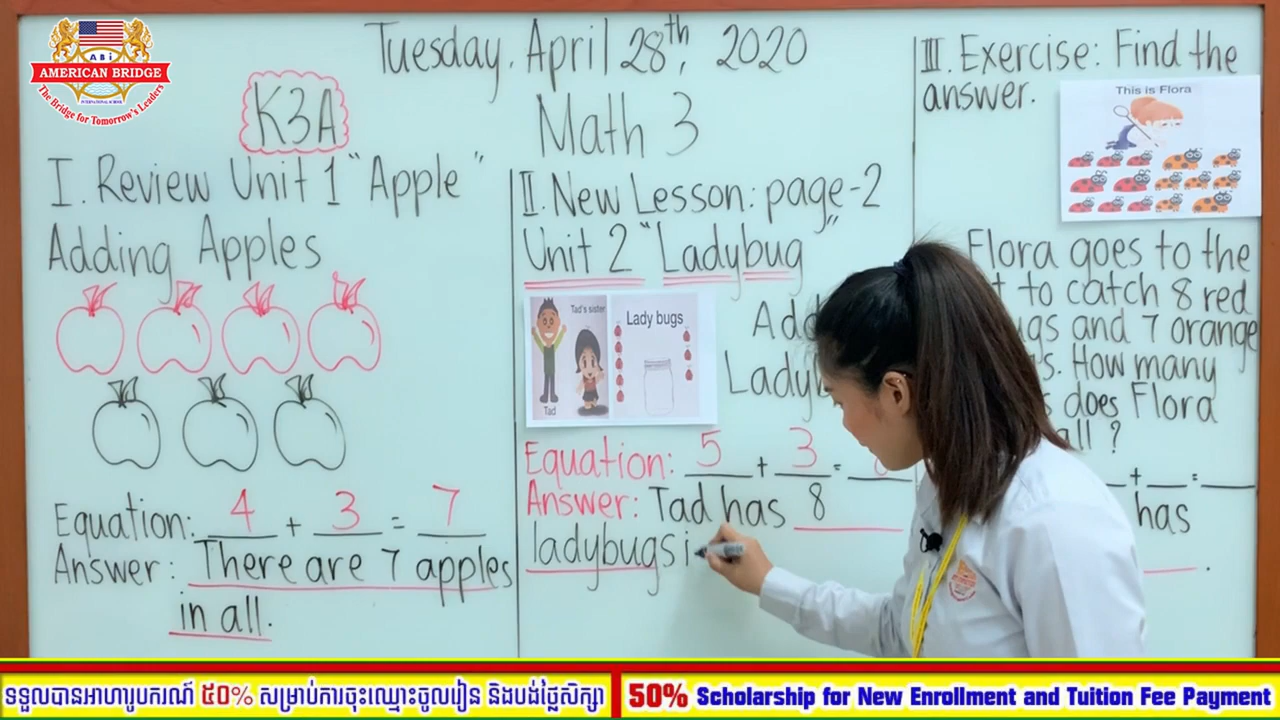 ABi
AMERICAN BRIDGE
INTERNATIONAL SCHOOL
The Bridge for Tomorrow's Leaders
Tuesday, April 28th, 2020
K3A
Math 3
I. Review Unit 1 "Apple"
Adding Apples
Equation: 4 + 3 = 7
Answer: There are 7 apples
in all.
II. New Lesson: page-2
Unit 2 "Ladybug"
Tad's sister
Tad
Lady bugs
Equation: 5 + 3 =
Answer: Tad has 8
ladybugs i
III. Exercise: Find the
answer.
This is Flora
Flora goes to the
to catch 8 red
and 7 orange
How many
does Flora
all ?
+ =
has
.
ទទួលបានអាហារូបករណ៍ ៥០% សម្រាប់ការចុះឈ្មោះចូលរៀន និងបង់ថ្លៃសិក្សា
50% Scholarship for New Enrollment and Tuition Fee Payment